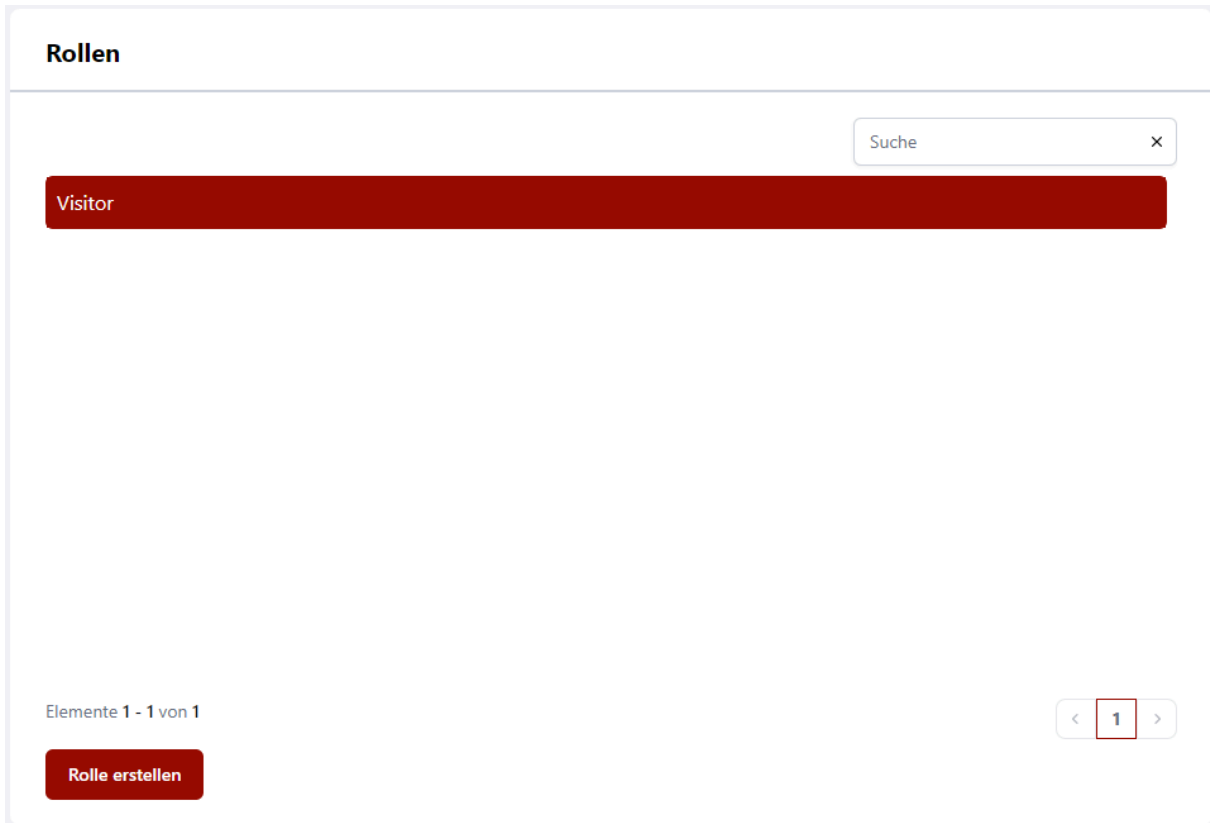 Rollen
Suche
Visitor
Elemente 1 - 1 von 1
1
Rolle erstellen